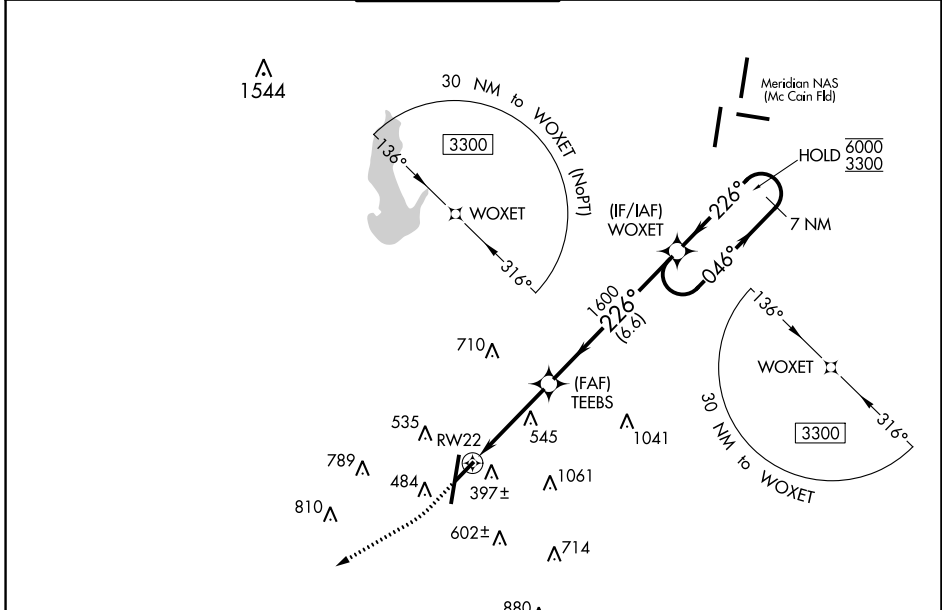 1544
30 NM to WOXET (NoPT)
136°
3300
WOXET
316°
Meridian NAS
(Mc Cain Fld)
HOLD 6000
3300
226°
7 NM
(IF/IAF)
WOXET
046°
1600
226°
(6.6)
136°
WOXET
316°
3300
30 NM to WOXET
710
(FAF)
TEEBS
535
545
1041
RW22
789
484
397±
1061
810
602±
714
880